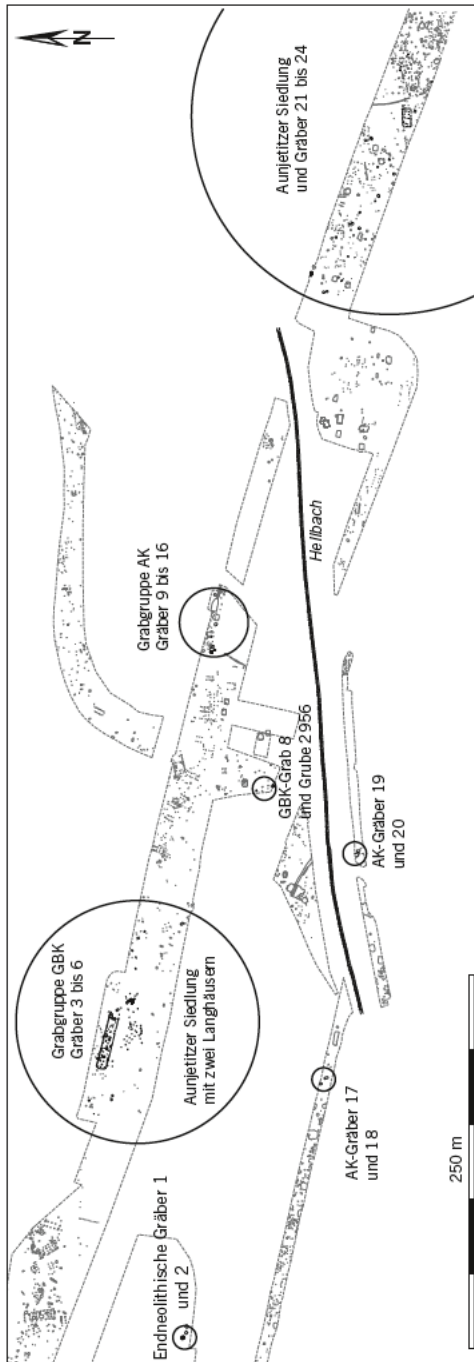 Endneolithische Gräber 1
und 2
Grabgruppe GBK
Gräber 3 bis 6
Aunjetitzer Siedlung
mit zwei Langhäusern
Grabgruppe AK
Gräber 9 bis 16
GBK-Grab 8
und Grube 2956
Aunjetitzer Siedlung
und Gräber 21 bis 24
N
Hellbach
AK-Gräber 17
und 18
AK-Gräber 19
und 20
250 m